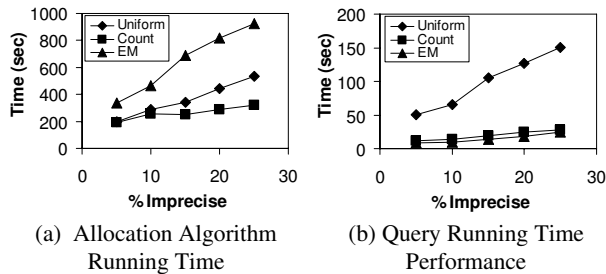 1000
800
600
400
200
0
Time (sec)
Uniform
Count
EM
0
10
20
30
% Imprecise
(a) Allocation Algorithm
Running Time
200
150
100
50
0
Time (sec)
Uniform
Count
EM
0
10
20
30
% Imprecise
(b) Query Running Time
Performance